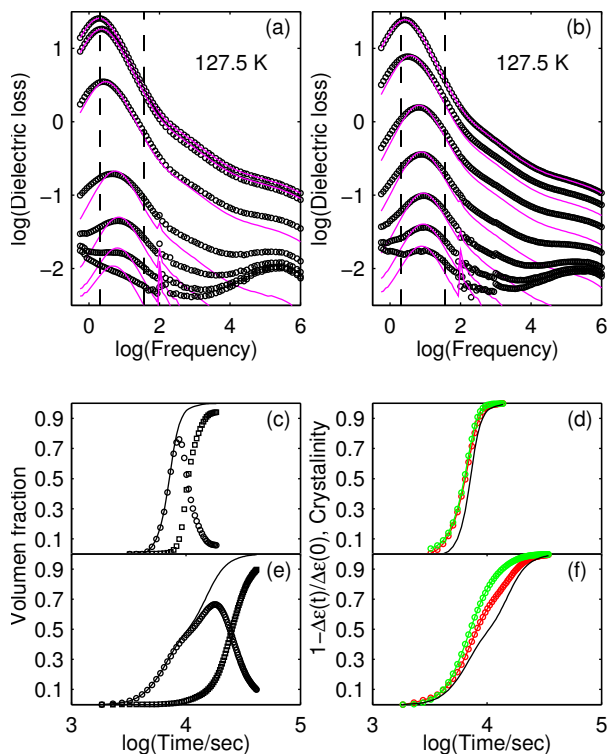 (a)
127.5 K
log(Dielectric loss)
1
0
−1
−2
0
2
4
6
log(Frequency)
(b)
127.5 K
log(Dielectric loss)
1
0
−1
−2
0
2
4
6
log(Frequency)
(c)
0.9
0.7
0.5
0.3
0.1
Volumen fraction
(d)
0.9
0.7
0.5
0.3
0.1
1−Δε(t)/Δε(0), Crystalinity
(e)
0.9
0.7
0.5
0.3
0.1
3
4
5
log(Time/sec)
(f)
0.9
0.7
0.5
0.3
0.1
3
4
5
log(Time/sec)